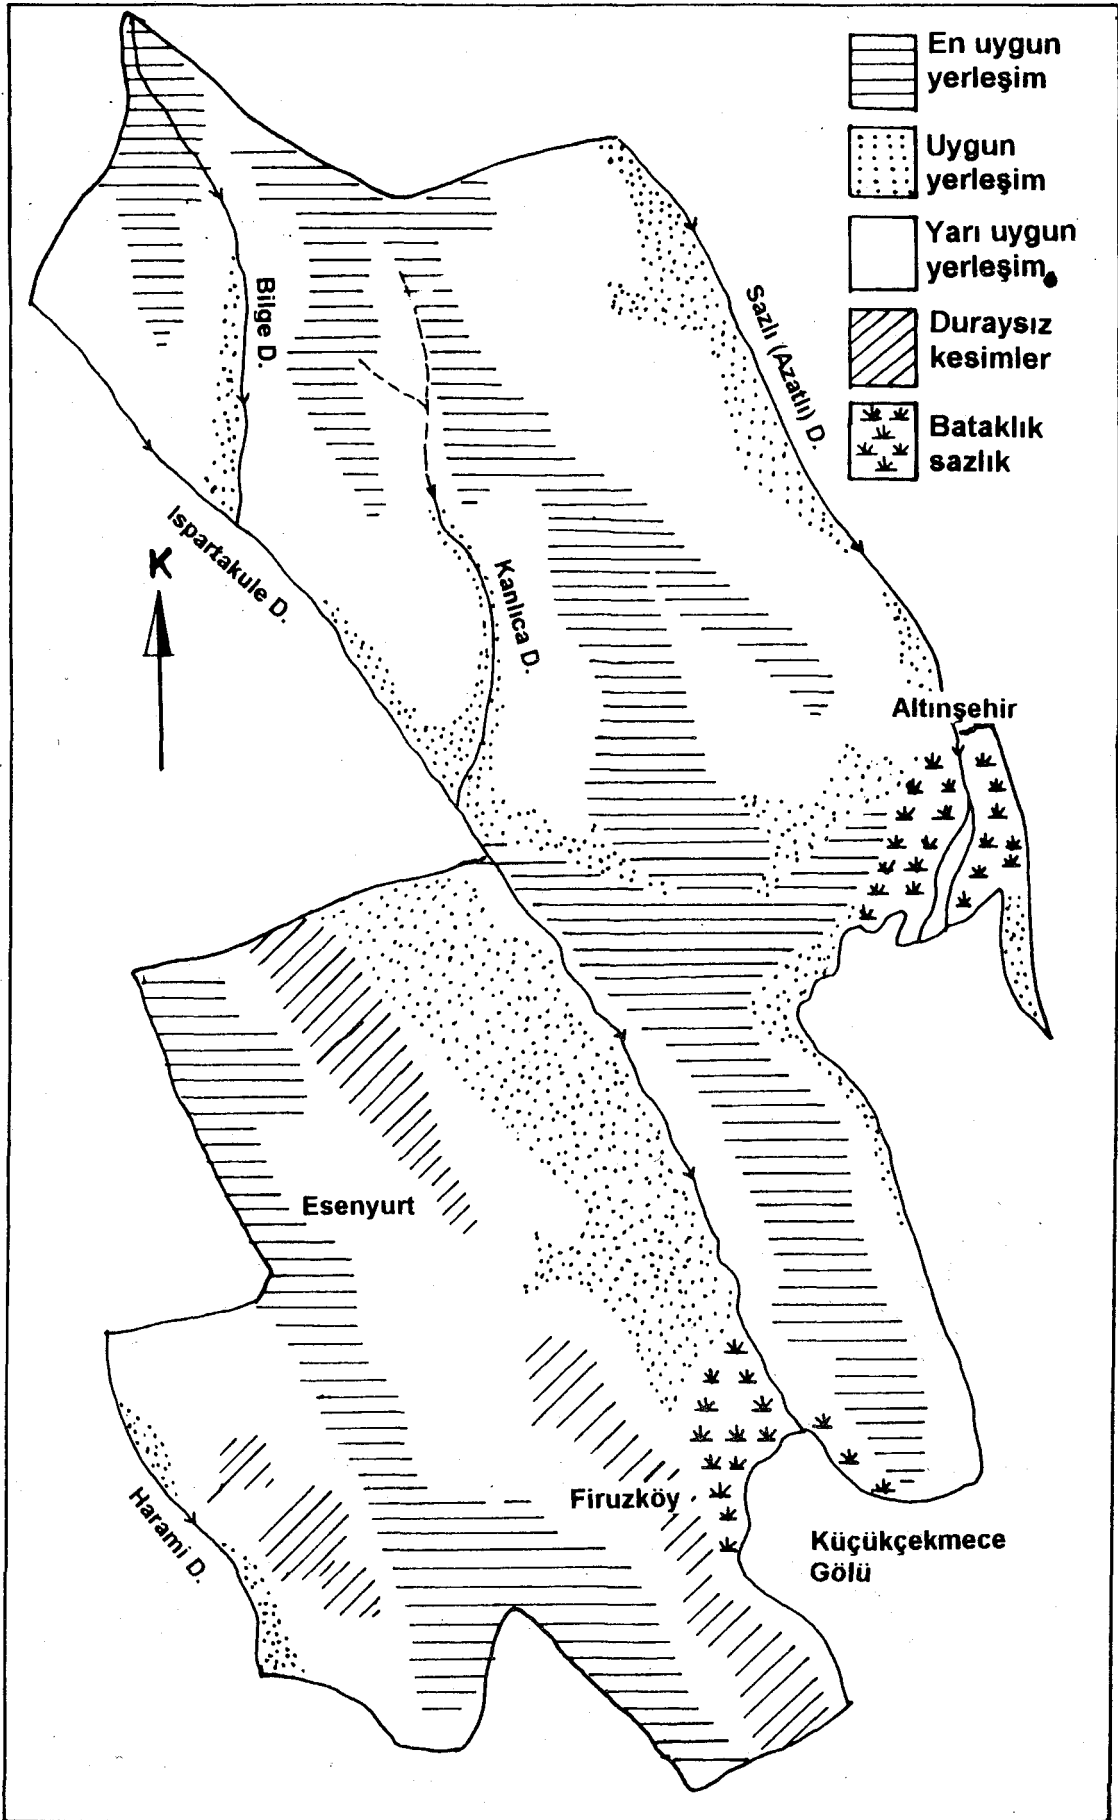 En uygun
yerleşim
Uygun
yerleşim
Yarı uygun
yerleşim
Duraysız
kesimler
Bataklık
sazlık
Bilge D.
Sazlı (Azatlı) D.
Ispartakule D.
K
Kanlıca D.
Altınşehir
Esenyurt
Firuzköy
Harami D.
Küçükçekmece
Gölü